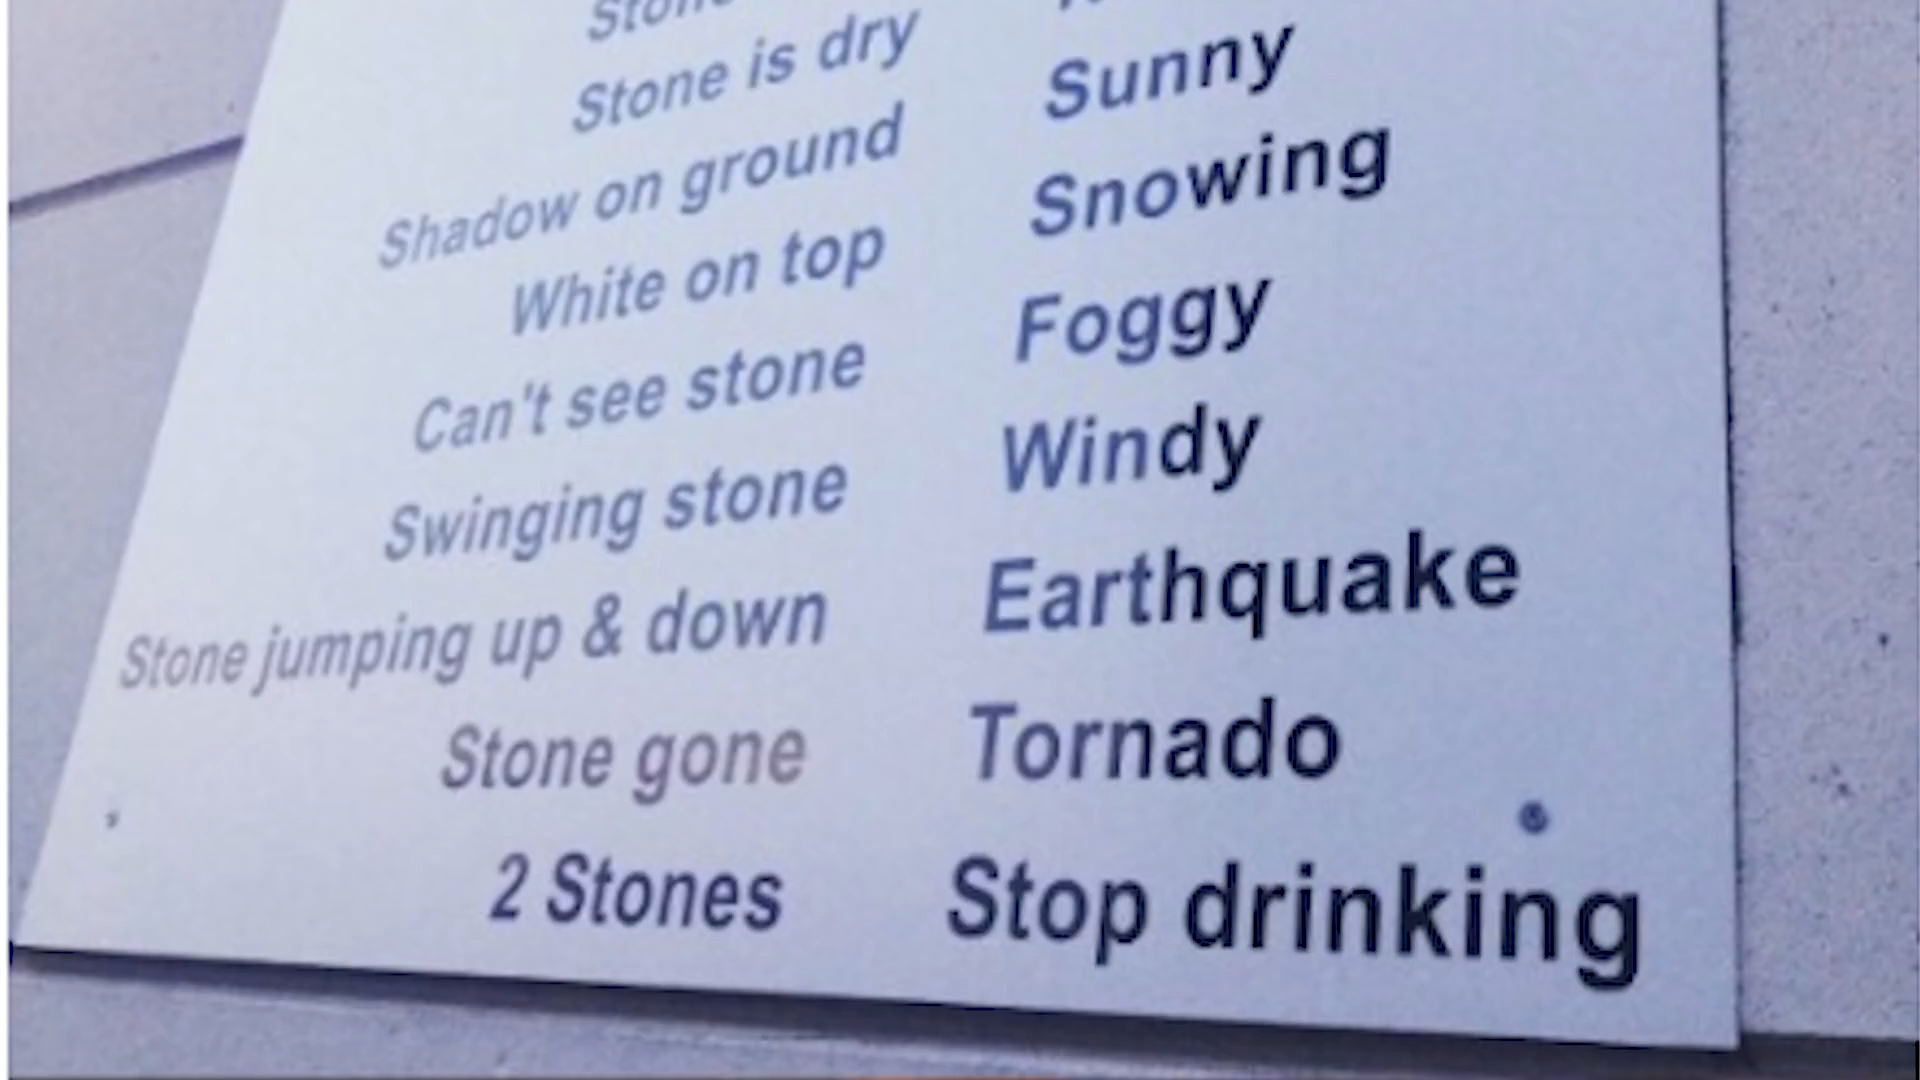 Stone
Stone is dry
Shadow on ground Sunny
White on top Snowing
Can't see stone Foggy
Swinging stone Windy
Stone jumping up & down Earthquake
Stone gone Tornado
2 Stones Stop drinking